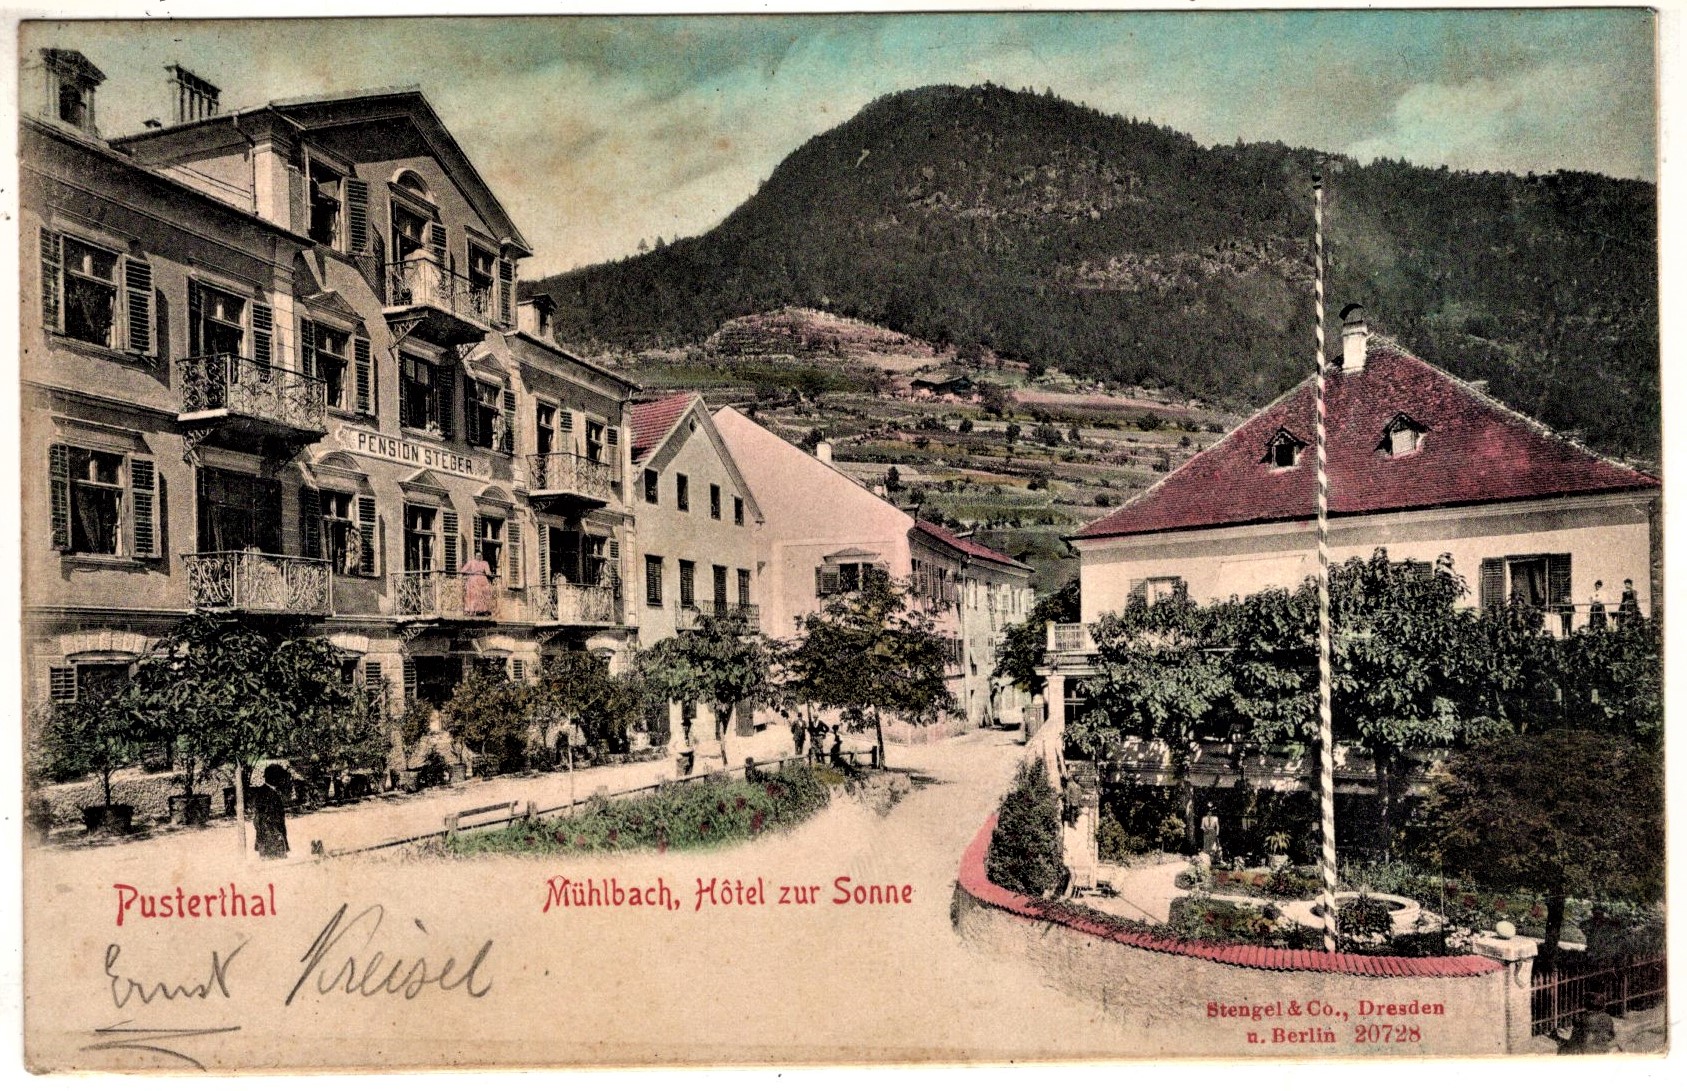 PENSION STEGER
Pusterthal
Mühlbach, Hôtel zur Sonne
Ernst Kreisel
Stengel & Co., Dresden
u. Berlin 20728